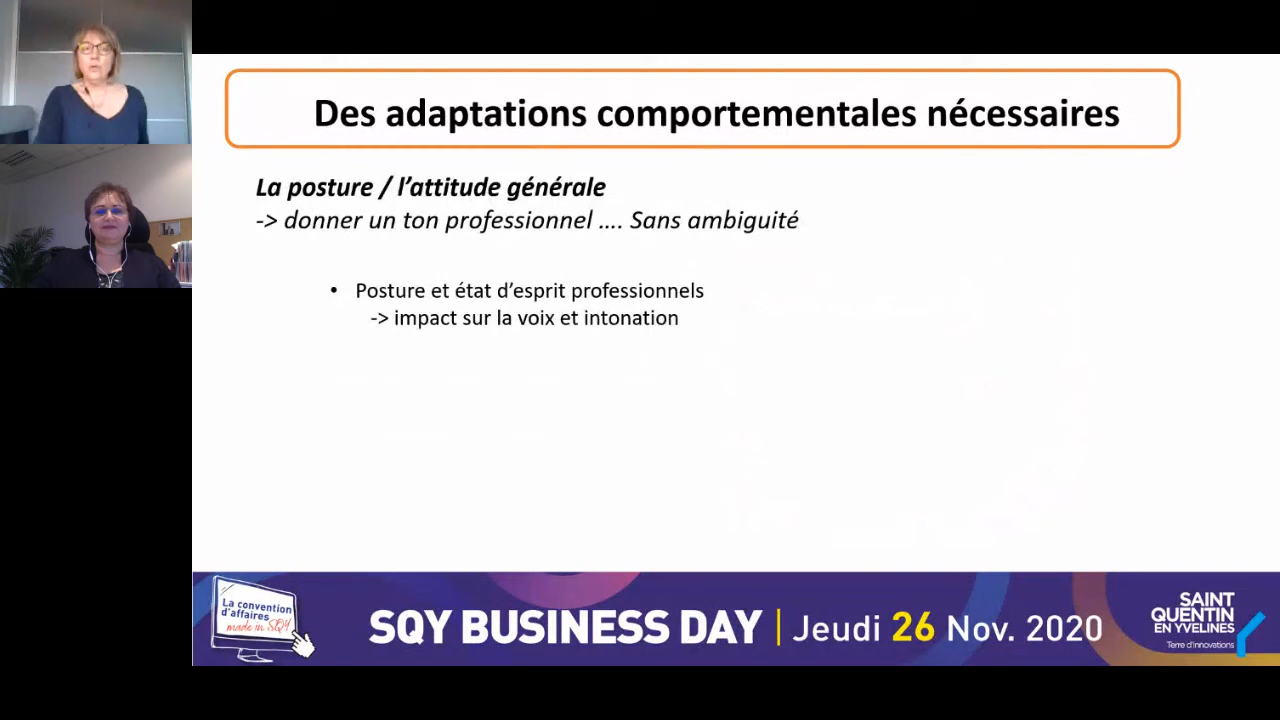 Des adaptations comportementales nécessaires
La posture / l'attitude générale
-> donner un ton professionnel .... Sans ambiguité
• Posture et état d'esprit professionnels
-> impact sur la voix et intonation
La convention
d'affaires
made in SQY
SQY BUSINESS DAY | Jeudi 26 Nov. 2020
SAINT
QUENTIN
EN YVELINES
Terre d'innovations